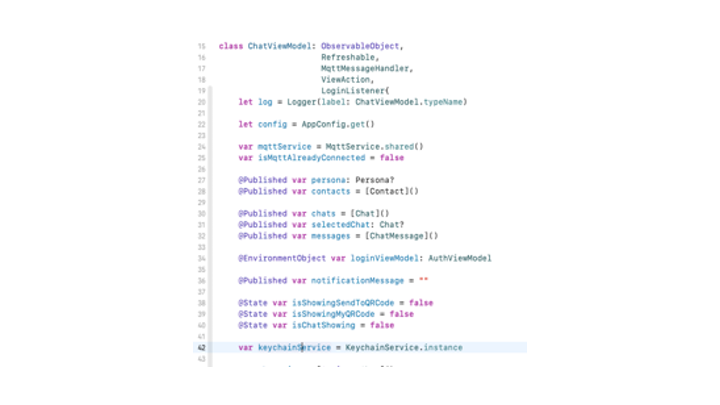 15 class ChatViewModel: ObservableObject,
16 Refreshable,
17 MqttMessageHandler,
18 ViewAction,
19 LoginListener{
20 let log = Logger(label: ChatViewModel.typeName)
21
22 let config = AppConfig.get()
23
24 var mqttService = MqttService.shared()
25 var isMqttAlreadyConnected = false
26
27 @Published var persona: Persona?
28 @Published var contacts = [Contact]()
29
30 @Published var chats = [Chat]()
31 @Published var selectedChat: Chat?
32 @Published var messages = [ChatMessage]()
33
34 @EnvironmentObject var loginViewModel: AuthViewModel
35
36 @Published var notificationMessage = ""
37
38 @State var isShowingSendToQRCode = false
39 @State var isShowingMyQRCode = false
40 @State var isChatShowing = false
41
42 var keychainService = KeychainService.instance
43